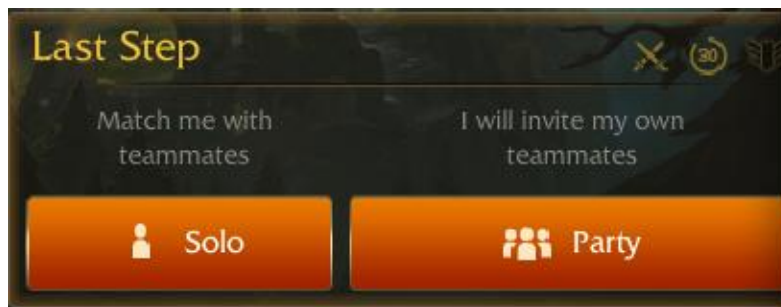 Last Step
30
Match me with
teammates
I will invite my own
teammates
Solo
Party